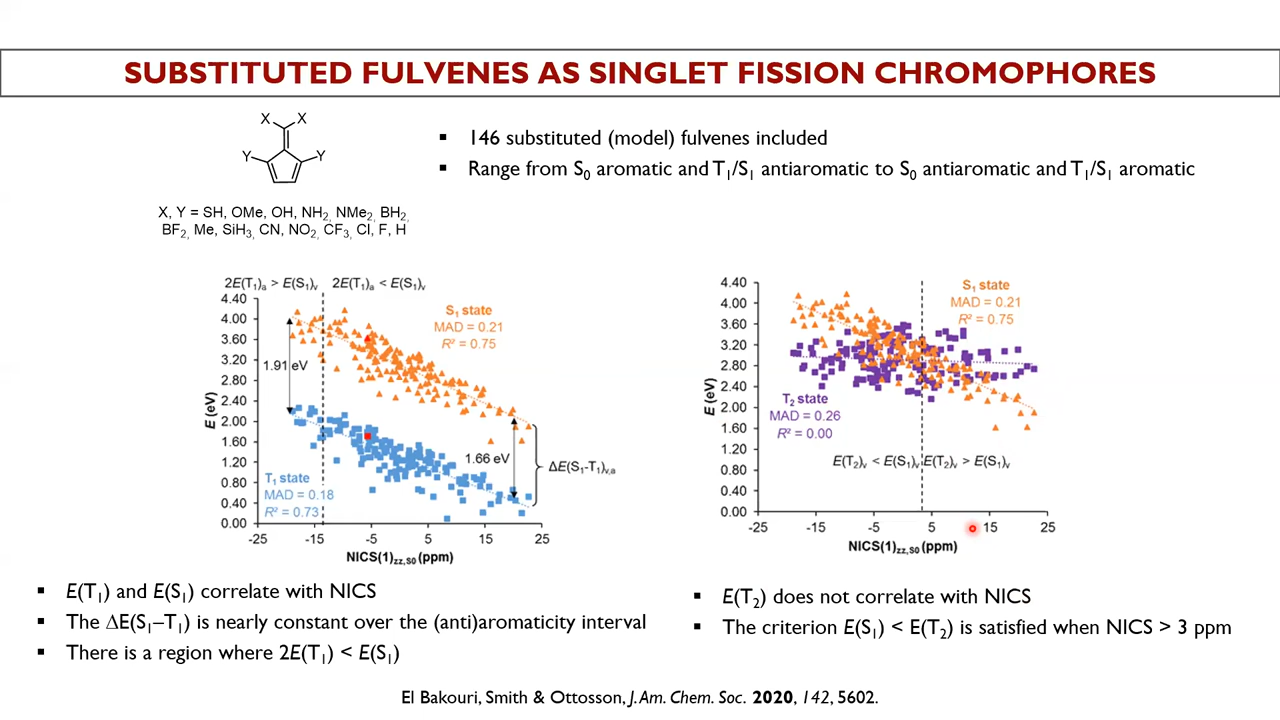 SUBSTITUTED FULVENES AS SINGLET FISSION CHROMOPHORES
X X
Y Y
X, Y = SH, OMe, OH, NH2, NMe2, BH2,
BF2, Me, SiH3, CN, NO2, CF3, Cl, F, H
▪ 146 substituted (model) fulvenes included
▪ Range from S0 aromatic and T1/S1 antiaromatic to S0 antiaromatic and T1/S1 aromatic
2E(T1)a > E(S1)v 2E(T1)a < E(S1)v
4.40
4.00
3.60
3.20
2.80
2.40
2.00
1.60
1.20
0.80
0.40
0.00
E (eV)
S1 state
MAD = 0.21
R² = 0.75
1.91 eV
1.66 eV
ΔE(S1-T1)v,a
T1 state
MAD = 0.18
R² = 0.73
-25 -15 -5 5 15 25
NICS(1)zz,S0 (ppm)
4.40
4.00
3.60
3.20
2.80
2.40
2.00
1.60
1.20
0.80
0.40
0.00
E (eV)
S1 state
MAD = 0.21
R² = 0.75
T2 state
MAD = 0.26
R² = 0.00
E(T2)v < E(S1)v E(T2)v > E(S1)v
-25 -15 -5 5 15 25
NICS(1)zz,S0 (ppm)
▪ E(T1) and E(S1) correlate with NICS
▪ The ΔE(S1–T1) is nearly constant over the (anti)aromaticity interval
▪ There is a region where 2E(T1) < E(S1)
▪ E(T2) does not correlate with NICS
▪ The criterion E(S1) < E(T2) is satisfied when NICS > 3 ppm
El Bakouri, Smith & Ottosson, J. Am. Chem. Soc. 2020, 142, 5602.